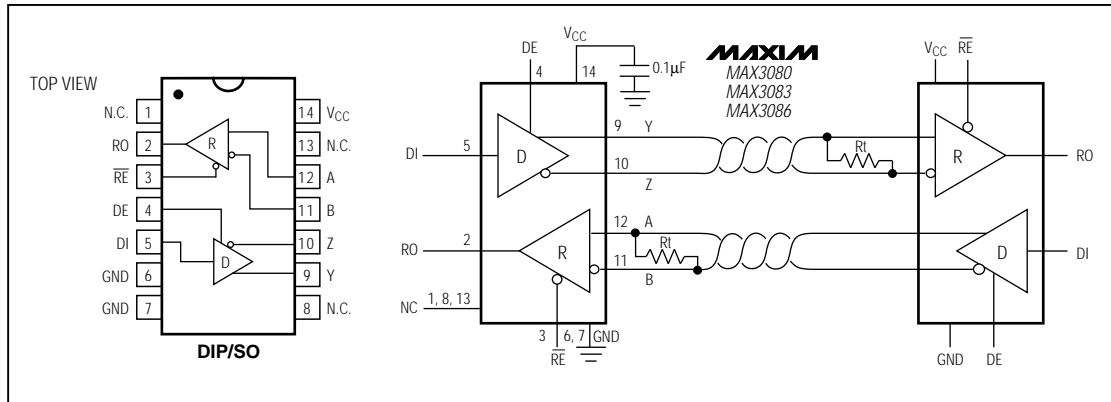 TOP VIEW
N.C. 1
RO 2
R̅E̅ 3
DE 4
DI 5
GND 6
GND 7
14 VCC
13 N.C.
12 A
11 B
10 Z
9 Y
8 N.C.
R
D
DIP/SO
DE
4
VCC
14
0.1µF
MAXIM
MAX3080
MAX3083
MAX3086
DI 5
D
9 Y
10
Z
Rt
RO 2
R
12 A
11
B
Rt
NC 1, 8, 13
3
R̅E̅
6, 7 GND
VCC
R̅E̅
R
RO
D
DI
GND
DE